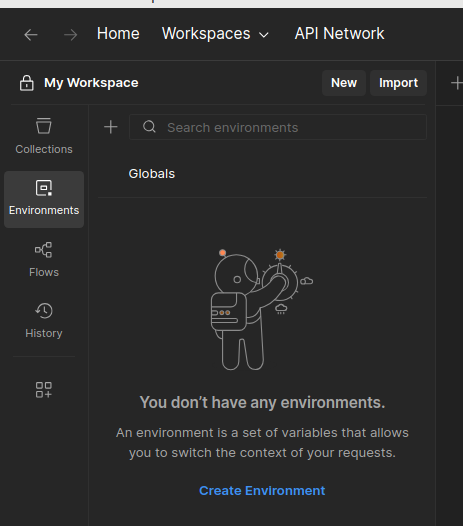 Home Workspaces API Network
My Workspace New Import
Collections
Search environments
Environments
Globals
Flows
History
You don’t have any environments.
An environment is a set of variables that allows
you to switch the context of your requests.
Create Environment